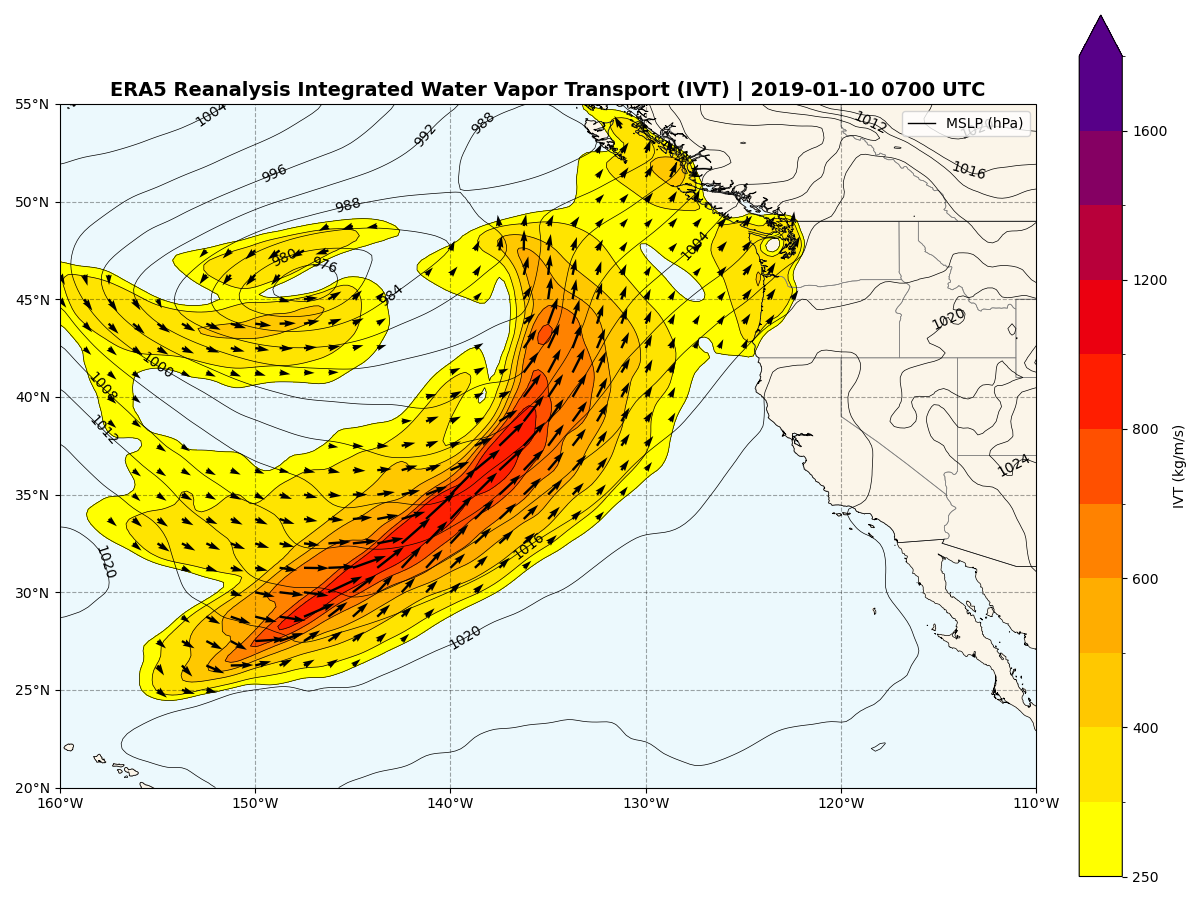 ERA5 Reanalysis Integrated Water Vapor Transport (IVT) | 2019-01-10 0700 UTC
55°N
50°N
45°N
40°N
35°N
30°N
25°N
20°N
160°W
150°W
140°W
130°W
120°W
110°W
MSLP (hPa)
1004
992
988
1012
1016
996
988
980
976
984
1004
1000
1008
1012
1020
1024
1020
1016
1020
1600
1200
800
600
400
250
IVT (kg/m/s)